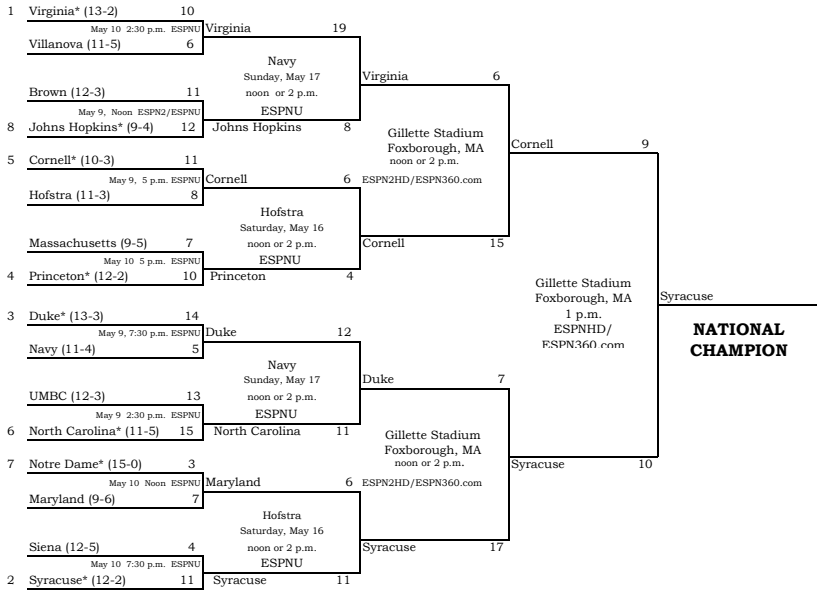 1 Virginia* (13-2) 10
May 10 2:30 p.m. ESPNU
Villanova (11-5) 6
Brown (12-3) 11
May 9, Noon ESPN2/ESPNU
8 Johns Hopkins* (9-4) 12
5 Cornell* (10-3) 11
May 9, 5 p.m. ESPNU
Hofstra (11-3) 8
Massachusetts (9-5) 7
May 10 5 p.m. ESPNU
4 Princeton* (12-2) 10
3 Duke* (13-3) 14
May 9, 7:30 p.m. ESPNU
Navy (11-4) 5
UMBC (12-3) 13
May 9 2:30 p.m. ESPNU
6 North Carolina* (11-5) 15
7 Notre Dame* (15-0) 3
May 10 Noon ESPNU
Maryland (9-6) 7
Siena (12-5) 4
May 10 7:30 p.m. ESPNU
2 Syracuse* (12-2) 11
Virginia 19
Navy
Sunday, May 17
noon or 2 p.m.
ESPNU
Johns Hopkins 8
Cornell 6
Hofstra
Saturday, May 16
noon or 2 p.m.
ESPNU
Princeton 4
Duke 12
Navy
Sunday, May 17
noon or 2 p.m.
ESPNU
North Carolina 11
Maryland 6
Hofstra
Saturday, May 16
noon or 2 p.m.
ESPNU
Syracuse 11
Virginia 6
Gillette Stadium
Foxborough, MA
noon or 2 p.m.
ESPN2HD/ESPN360.com
Cornell 15
Duke 7
Gillette Stadium
Foxborough, MA
noon or 2 p.m.
ESPN2HD/ESPN360.com
Syracuse 17
Cornell 9
Gillette Stadium
Foxborough, MA
1 p.m.
ESPNHD/
ESPN360.com
Syracuse 10
Syracuse
NATIONAL
CHAMPION